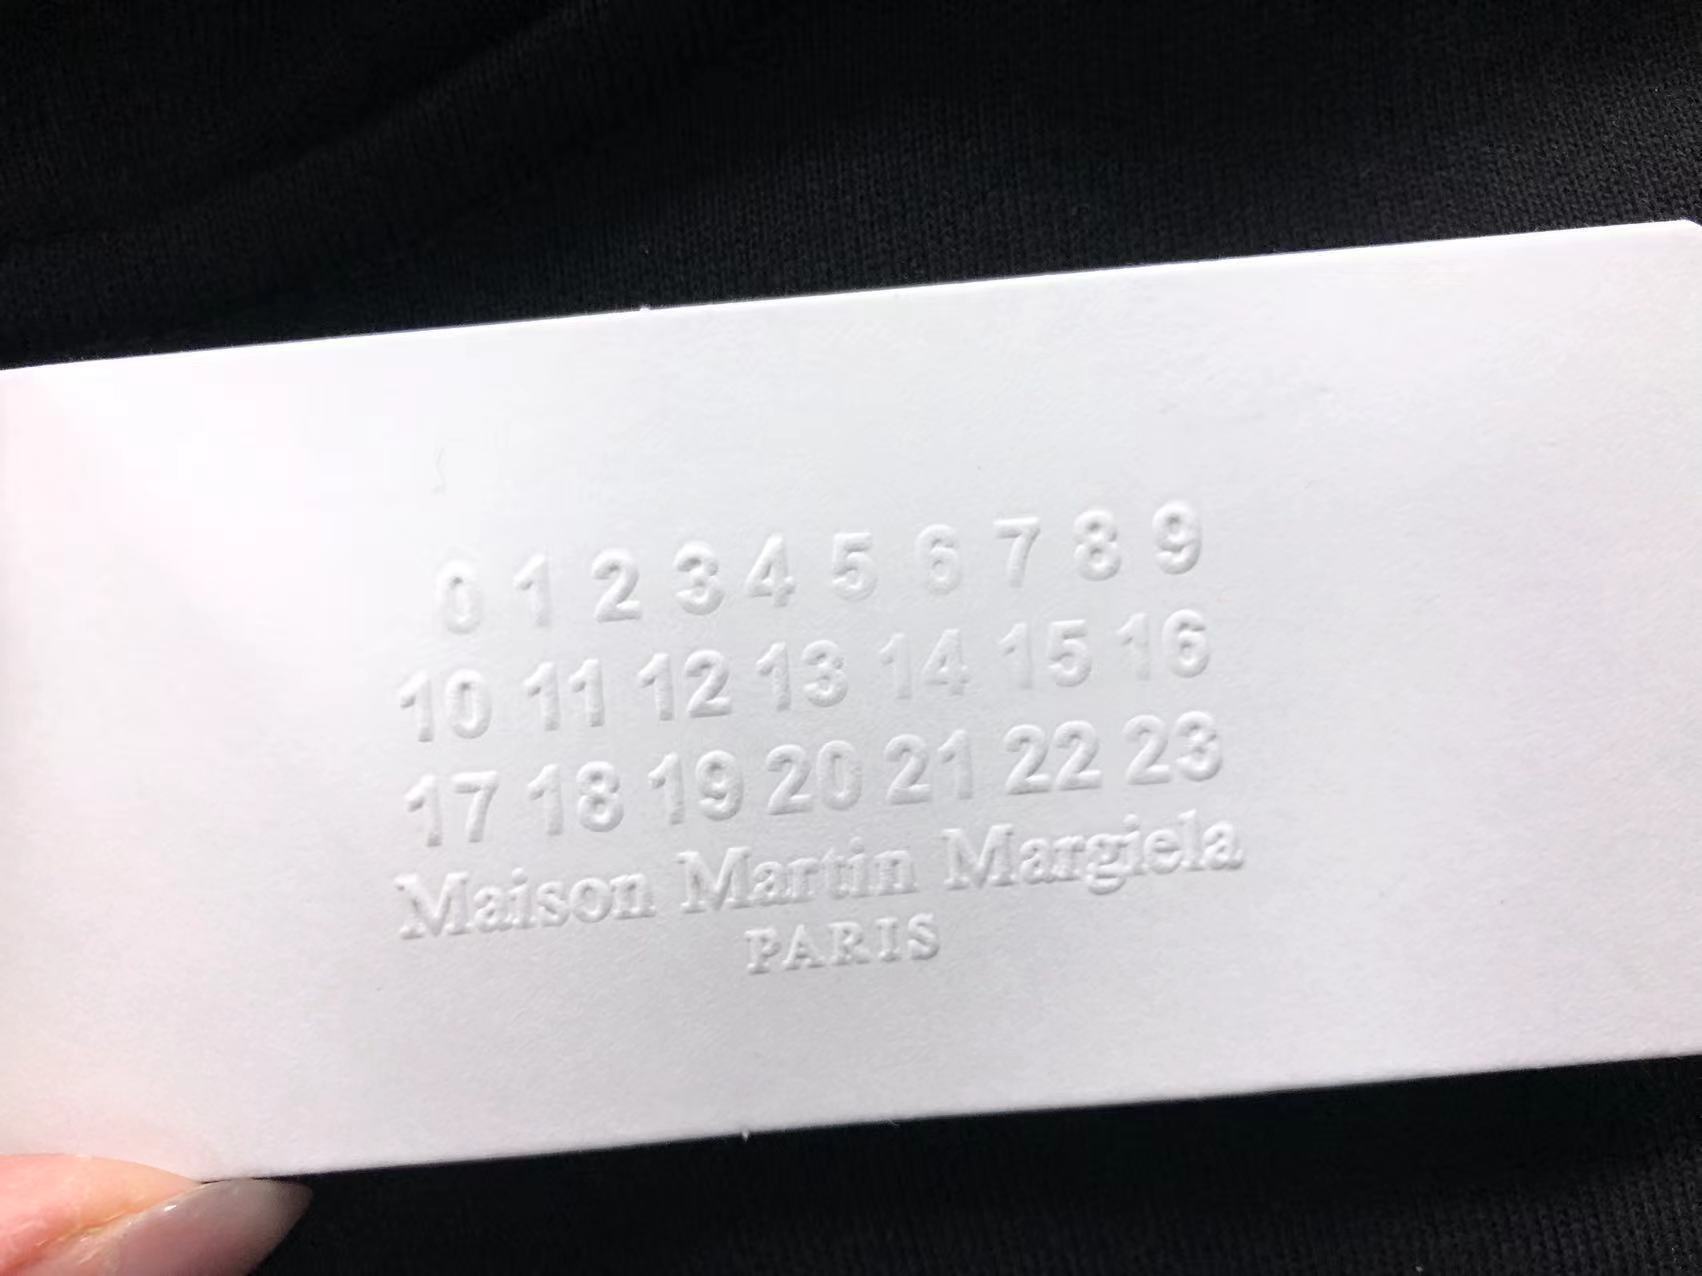 0 1 2 3 4 5 6 7 8 9
10 11 12 13 14 15 16
17 18 19 20 21 22 23
Maison Martin Margiela
PARIS